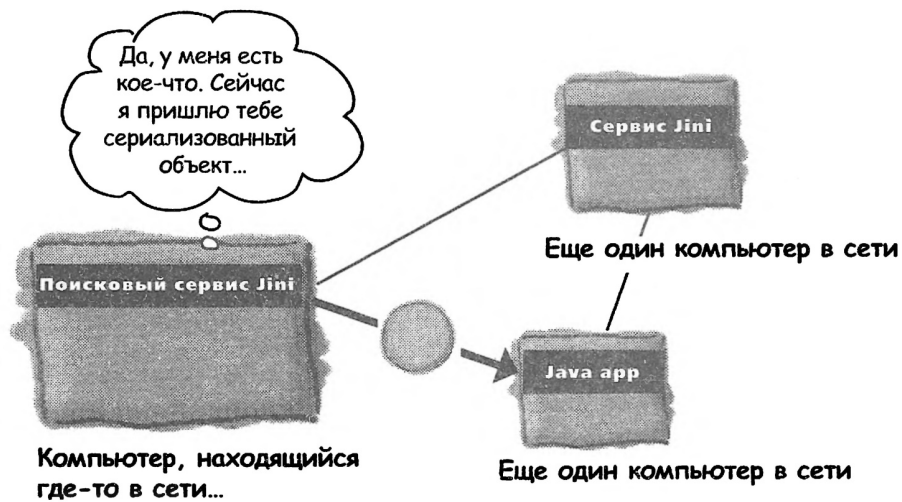 Да, у меня есть
кое-что. Сейчас
я пришлю тебе
сериализованный
объект...
Сервис Jini
Еще один компьютер в сети
Поисковый сервис Jini
Java app
Компьютер, находящийся
где-то в сети...
Еще один компьютер в сети